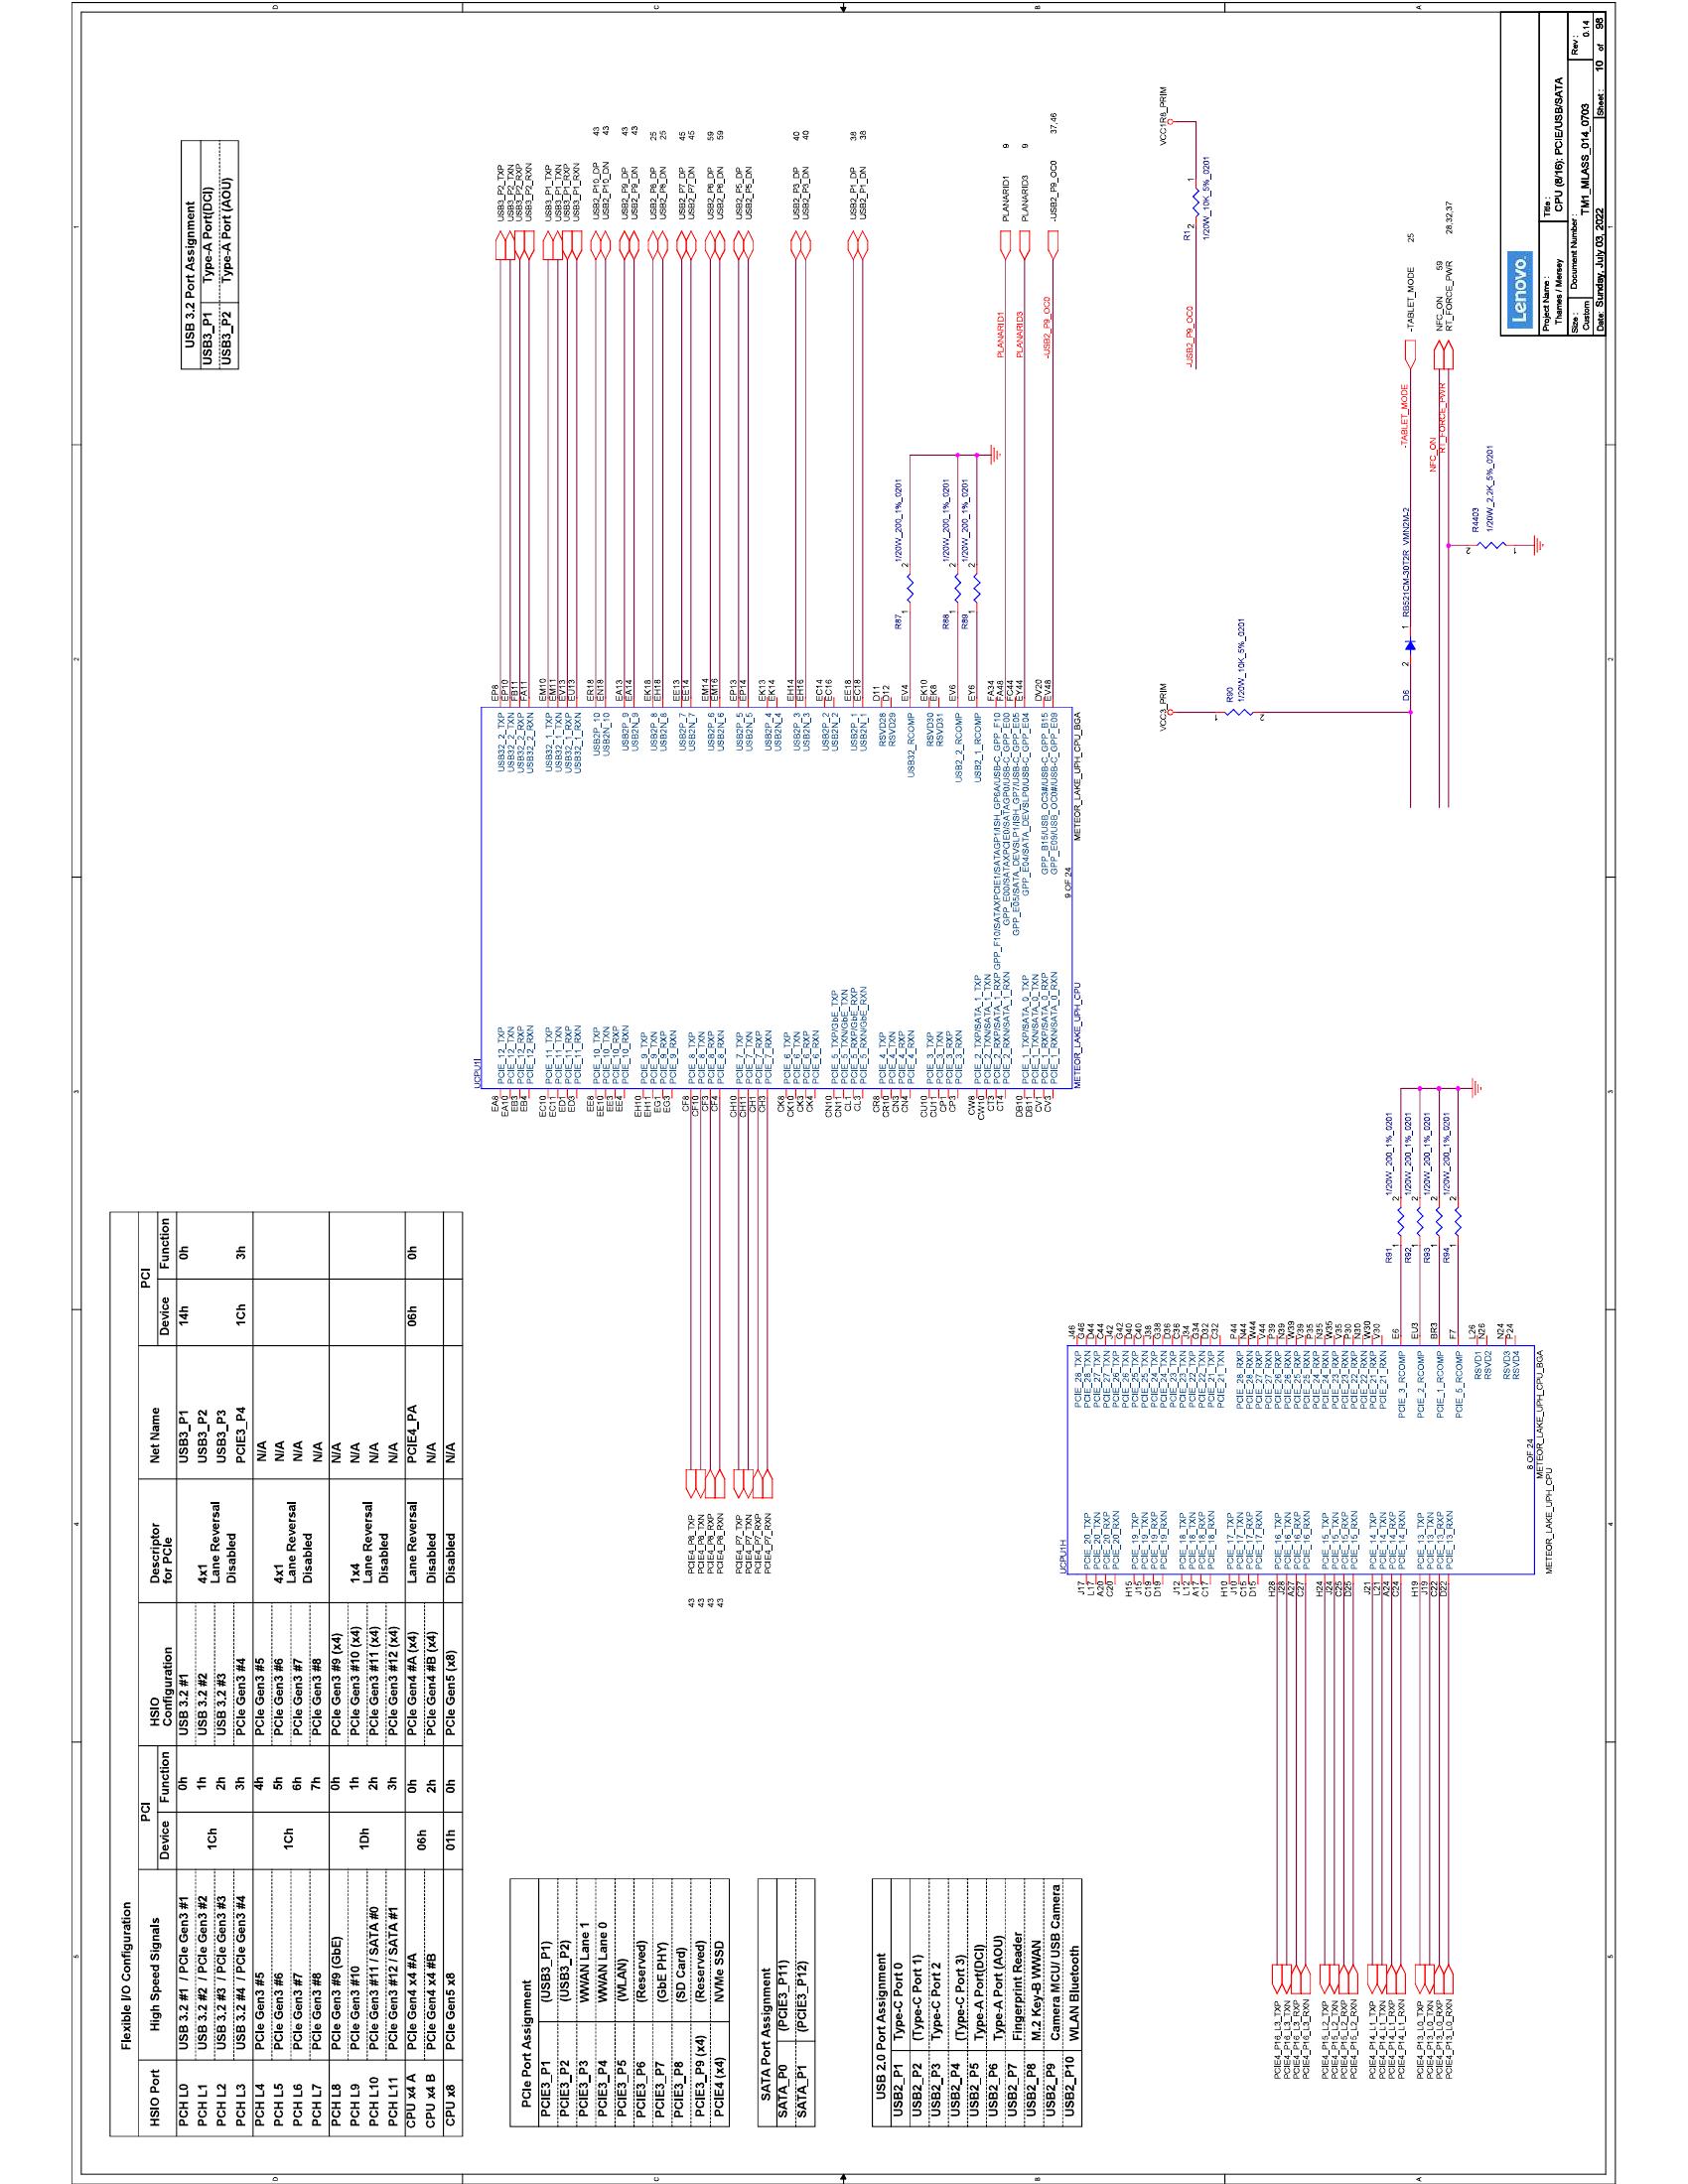 Flexible I/O Configuration
HSIO Port High Speed Signals PCI HSIO Configuration Descriptor for PCIe Net Name PCI
Device Function Device Function
PCH L0 USB 3.2 #1 / PCIe Gen3 #1 1Ch 0h USB 3.2 #1 4x1 Lane Reversal Disabled USB3_P1 14h 0h
PCH L1 USB 3.2 #2 / PCIe Gen3 #2 1h USB 3.2 #2 USB3_P2
PCH L2 USB 3.2 #3 / PCIe Gen3 #3 2h USB 3.2 #3 USB3_P3
PCH L3 USB 3.2 #4 / PCIe Gen3 #4 3h PCIe Gen3 #4 PCIE3_P4 1Ch 3h
PCH L4 PCIe Gen3 #5 1Ch 4h PCIe Gen3 #5 4x1 Lane Reversal Disabled N/A
PCH L5 PCIe Gen3 #6 5h PCIe Gen3 #6 N/A
PCH L6 PCIe Gen3 #7 6h PCIe Gen3 #7 N/A
PCH L7 PCIe Gen3 #8 7h PCIe Gen3 #8 N/A
PCH L8 PCIe Gen3 #9 (GbE) 1Dh 0h PCIe Gen3 #9 (x4) 1x4 Lane Reversal Disabled N/A
PCH L9 PCIe Gen3 #10 1h PCIe Gen3 #10 (x4) N/A
PCH L10 PCIe Gen3 #11 / SATA #0 2h PCIe Gen3 #11 (x4) N/A
PCH L11 PCIe Gen3 #12 / SATA #1 3h PCIe Gen3 #12 (x4) N/A
CPU x4 A PCIe Gen4 x4 #A 06h 0h PCIe Gen4 #A (x4) Lane Reversal PCIE4_PA 06h 0h
CPU x4 B PCIe Gen4 x4 #B 2h PCIe Gen4 #B (x4) Disabled N/A
CPU x8 PCIe Gen5 x8 01h 0h PCIe Gen5 (x8) Disabled N/A
USB 3.2 Port Assignment
USB3_P1 Type-A Port(DCI)
USB3_P2 Type-A Port (AOU)
PCIe Port Assignment
PCIE3_P1 (USB3_P1)
PCIE3_P2 (USB3_P2)
PCIE3_P3 WWAN Lane 1
PCIE3_P4 WWAN Lane 0
PCIE3_P5 (WLAN)
PCIE3_P6 (Reserved)
PCIE3_P7 (GbE PHY)
PCIE3_P8 (SD Card)
PCIE3_P9 (x4) (Reserved)
PCIE4 (x4) NVMe SSD
SATA Port Assignment
SATA_P0 (PCIE3_P11)
SATA_P1 (PCIE3_P12)
USB 2.0 Port Assignment
USB2_P1 Type-C Port 0
USB2_P2 (Type-C Port 1)
USB2_P3 Type-C Port 2
USB2_P4 (Type-C Port 3)
USB2_P5 Type-A Port(DCI)
USB2_P6 Type-A Port (AOU)
USB2_P7 Fingerprint Reader
USB2_P8 M.2 Key-B WWAN
USB2_P9 Camera MCU/ USB Camera
USB2_P10 WLAN Bluetooth
UCPU1I
EA8 PCIE_12_TXP USB32_2_TXP EP8 USB3_P2_TXP
EA10 PCIE_12_TXN USB32_2_TXN EP10 USB3_P2_TXN
EB3 PCIE_12_RXP USB32_2_RXP FB11 USB3_P2_RXP
EB4 PCIE_12_RXN USB32_2_RXN FA11 USB3_P2_RXN
EC10 PCIE_11_TXP USB32_1_TXP EM10 USB3_P1_TXP
EC11 PCIE_11_TXN USB32_1_TXN EM11 USB3_P1_TXN
ED1 PCIE_11_RXP USB32_1_RXP EV13 USB3_P1_RXP
ED3 PCIE_11_RXN USB32_1_RXN EU13 USB3_P1_RXN
EE8 PCIE_10_TXP USB2P_10 ER18 USB2_P10_DP 43
EE10 PCIE_10_TXN USB2N_10 EN18 USB2_P10_DN 43
EE3 PCIE_10_RXP USB2P_9 EA13 USB2_P9_DP 43
EE4 PCIE_10_RXN USB2N_9 EA14 USB2_P9_DN 43
EH10 PCIE_9_TXP USB2P_8 EK18 USB2_P8_DP 25
EH11 PCIE_9_TXN USB2N_8 EH18 USB2_P8_DN 25
EG1 PCIE_9_RXP USB2P_7 EE13 USB2_P7_DP 45
EG3 PCIE_9_RXN USB2N_7 EE14 USB2_P7_DN 45
43 PCIE4_P8_TXP CF8 PCIE_8_TXP USB2P_6 EM14 USB2_P6_DP 59
43 PCIE4_P8_TXN CF10 PCIE_8_TXN USB2N_6 EM16 USB2_P6_DN 59
43 PCIE4_P8_RXP CF3 PCIE_8_RXP
43 PCIE4_P8_RXN CF4 PCIE_8_RXN
PCIE4_P7_TXP CH10 PCIE_7_TXP USB2P_5 EP13 USB2_P5_DP
PCIE4_P7_TXN CH11 PCIE_7_TXN USB2N_5 EP14 USB2_P5_DN
PCIE4_P7_RXP CH1 PCIE_7_RXP USB2P_4 EK13
PCIE4_P7_RXN CH3 PCIE_7_RXN USB2N_4 EK14
CK8 PCIE_6_TXP USB2P_3 EH14 USB2_P3_DP 40
CK10 PCIE_6_TXN USB2N_3 EH16 USB2_P3_DN 40
CK3 PCIE_6_RXP
CK4 PCIE_6_RXN
CN10 PCIE_5_TXP/GbE_TXP USB2P_2 EC14
CN11 PCIE_5_TXN/GbE_TXN USB2N_2 EC16
CL1 PCIE_5_RXP/GbE_RXP USB2P_1 EE18 USB2_P1_DP 38
CL3 PCIE_5_RXN/GbE_RXN USB2N_1 EC18 USB2_P1_DN 38
CR8 PCIE_4_TXP RSVD28 D11
CR10 PCIE_4_TXN RSVD29 D12
CN3 PCIE_4_RXP
CN4 PCIE_4_RXN USB32_RCOMP EV4 R87 1 2 1/20W_200_1%_0201
CU10 PCIE_3_TXP RSVD30 EK10
CU11 PCIE_3_TXN RSVD31 EK8
CP1 PCIE_3_RXP USB2_2_RCOMP EV6 R88 1 2 1/20W_200_1%_0201
CP3 PCIE_3_RXN
CW8 PCIE_2_TXP/SATA_1_TXP USB2_1_RCOMP EY6 R89 1 2 1/20W_200_1%_0201
CW10 PCIE_2_TXN/SATA_1_TXN
CT3 PCIE_2_RXP/SATA_1_RXP GPP_F10/SATAXPCIE1/SATAGP1/ISH_GP6A/USB-C_GPP_F10 FA34
CT4 PCIE_2_RXN/SATA_1_RXN GPP_E00/SATAXPCIE0/SATAGP0/USB-C_GPP_E00 FA48 PLANARID1 PLANARID1 9
GPP_E05/SATA_DEVSLP1/ISH_GP7/USB-C_GPP_E05 FC44
DB10 PCIE_1_TXP/SATA_0_TXP GPP_E04/SATA_DEVSLP0/USB-C_GPP_E04 EY44 PLANARID3 PLANARID3 9
DB11 PCIE_1_TXN/SATA_0_TXN
CV1 PCIE_1_RXP/SATA_0_RXP GPP_B15/USB_OC3#/USB-C_GPP_B15 DV20
CV3 PCIE_1_RXN/SATA_0_RXN GPP_E09/USB_OC0#/USB-C_GPP_E09 EV48 -USB2_P9_OC0 -USB2_P9_OC0 37,46
9 OF 24
METEOR_LAKE_UPH_CPU METEOR_LAKE_UPH_CPU_BGA
UCPU1H
J17 PCIE_20_TXP PCIE_28_TXP J46
L17 PCIE_20_TXN PCIE_28_TXN G46
A20 PCIE_20_RXP PCIE_27_TXP D44
C20 PCIE_20_RXN PCIE_27_TXN C44
PCIE_26_TXP J42
H15 PCIE_19_TXP PCIE_26_TXN G42
J15 PCIE_19_TXN PCIE_25_TXP D40
C19 PCIE_19_RXP PCIE_25_TXN C40
D19 PCIE_19_RXN PCIE_24_TXP J38
PCIE_24_TXN G38
J12 PCIE_18_TXP PCIE_23_TXP D36
L12 PCIE_18_TXN PCIE_23_TXN C36
A17 PCIE_18_RXP PCIE_22_TXP J34
C17 PCIE_18_RXN PCIE_22_TXN G34
PCIE_21_TXP D32
H10 PCIE_17_TXP PCIE_21_TXN C32
J10 PCIE_17_TXN PCIE_28_RXP P44
C15 PCIE_17_RXP PCIE_28_RXN N44
D15 PCIE_17_RXN PCIE_27_RXP W44
PCIE_27_RXN V44
PCIE4_P16_L3_TXP H28 PCIE_16_TXP PCIE_26_RXP P39
PCIE4_P16_L3_TXN J28 PCIE_16_TXN PCIE_26_RXN N39
PCIE4_P16_L3_RXP A27 PCIE_16_RXP PCIE_25_RXP W39
PCIE4_P16_L3_RXN C27 PCIE_16_RXN PCIE_25_RXN V39
PCIE_24_RXP P35
PCIE4_P15_L2_TXP H24 PCIE_15_TXP PCIE_24_RXN N35
PCIE4_P15_L2_TXN J24 PCIE_15_TXN PCIE_23_RXP W35
PCIE4_P15_L2_RXP C25 PCIE_15_RXP PCIE_23_RXN V35
PCIE4_P15_L2_RXN D25 PCIE_15_RXN PCIE_22_RXP P30
PCIE_22_RXN N30
PCIE4_P14_L1_TXP J21 PCIE_14_TXP PCIE_21_RXP W30
PCIE4_P14_L1_TXN L21 PCIE_14_TXN PCIE_21_RXN V30
PCIE4_P14_L1_RXP A24 PCIE_14_RXP
PCIE4_P14_L1_RXN C24 PCIE_14_RXN PCIE_3_RCOMP E6 R91 1 2 1/20W_200_1%_0201
PCIE4_P13_L0_TXP H19 PCIE_13_TXP PCIE_2_RCOMP EU3 R92 1 2 1/20W_200_1%_0201
PCIE4_P13_L0_TXN J19 PCIE_13_TXN
PCIE4_P13_L0_RXP C22 PCIE_13_RXP PCIE_1_RCOMP BR3 R93 1 2 1/20W_200_1%_0201
PCIE4_P13_L0_RXN D22 PCIE_13_RXN PCIE_5_RCOMP F7 R94 1 2 1/20W_200_1%_0201
RSVD1 L26
RSVD2 N26
RSVD3 N24
RSVD4 P24
8 OF 24
METEOR_LAKE_UPH_CPU METEOR_LAKE_UPH_CPU_BGA
VCC1R8_PRIM
-USB2_P9_OC0 R1 2 1
1/20W_10K_5%_0201
VCC3_PRIM
1 R90 2
1/20W_10K_5%_0201
D6 2 1 RB521CM-30T2R VMN2M-2 -TABLET_MODE -TABLET_MODE 25
NFC_ON NFC_ON 59
RT_FORCE_PWR RT_FORCE_PWR 28,32,37
2 R4403 1
1/20W_2.2K_5%_0201
Lenovo.
Project Name : Thames / Mersey
Title : CPU (8/16): PCIE/USB/SATA
Size : Custom
Document Number : TM1_MLASS_014_0703
Rev : 0.14
Date: Sunday, July 03, 2022 Sheet : 10 of 98
5 4 3 2 1
D C B A